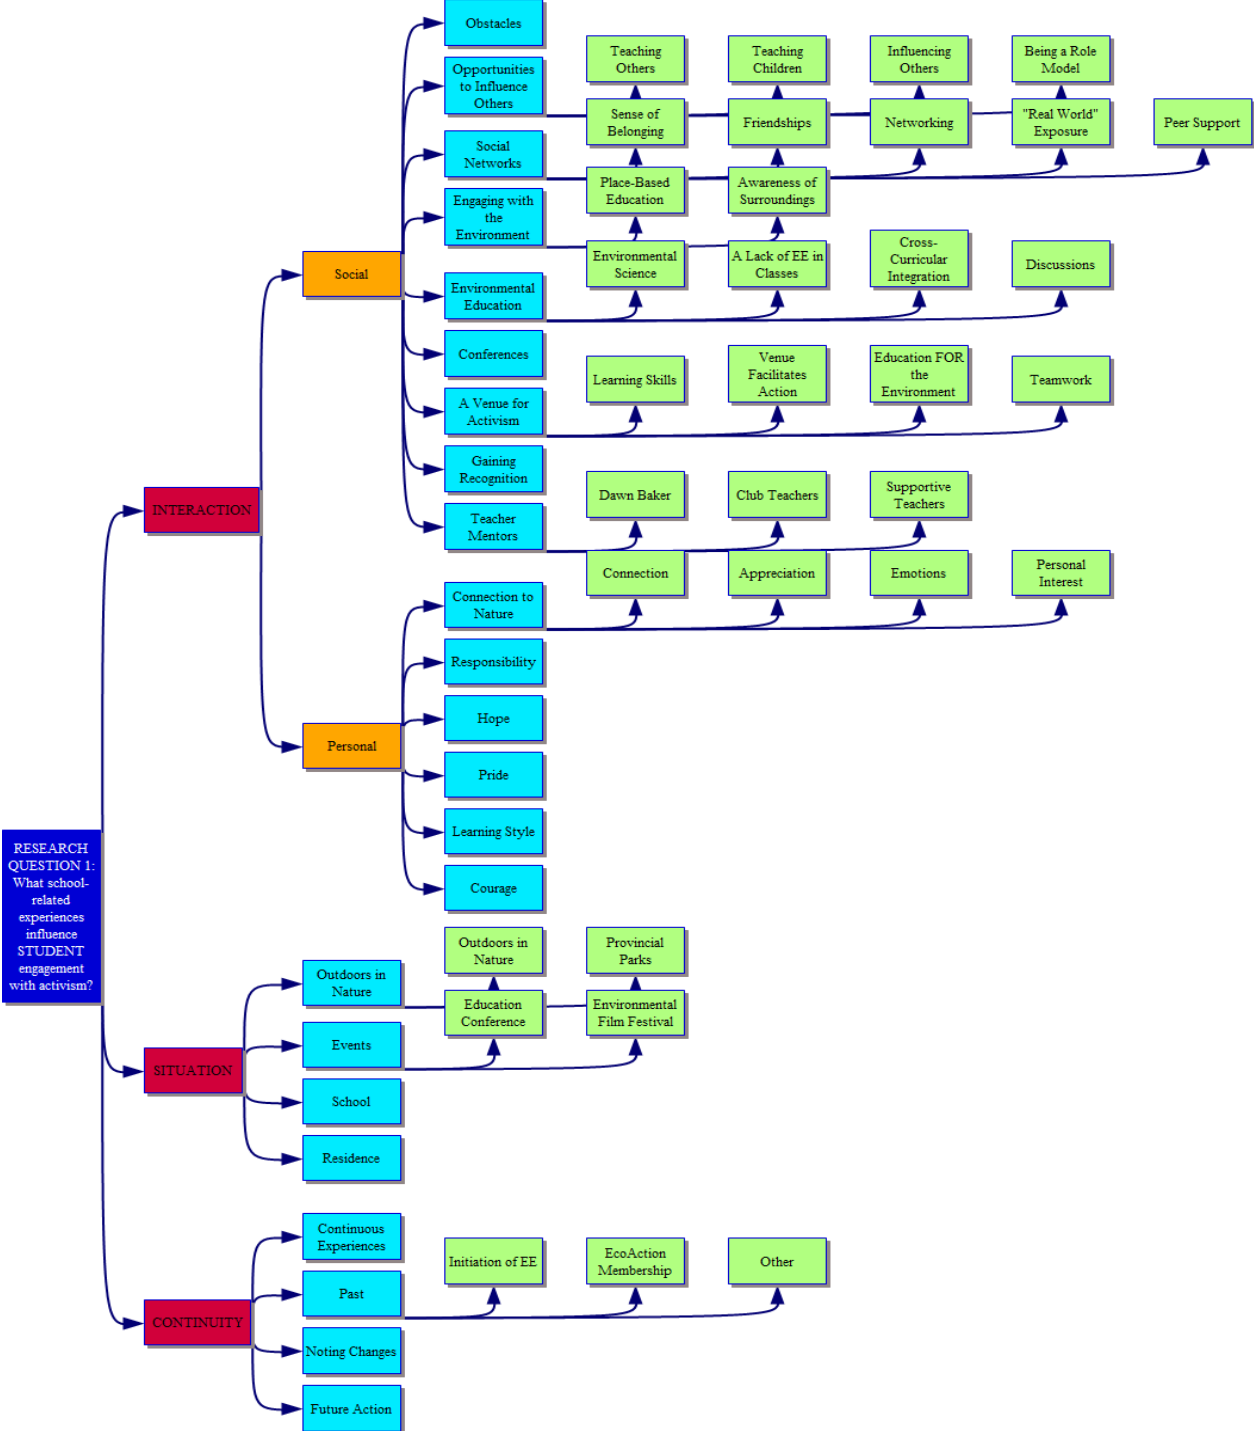 Obstacles
Opportunities
to Influence
Others
Teaching
Others
Teaching
Children
Influencing
Others
Being a Role
Model
Social
Networks
Sense of
Belonging
Friendships
Networking
"Real World"
Exposure
Peer Support
Engaging with
the
Environment
Place-Based
Education
Awareness of
Surroundings
Environmental
Education
Environmental
Science
A Lack of EE in
Classes
Cross-
Curricular
Integration
Discussions
Social
Conferences
A Venue for
Activism
Learning Skills
Venue
Facilitates
Action
Education FOR
the
Environment
Teamwork
Gaining
Recognition
Teacher
Mentors
Dawn Baker
Club Teachers
Supportive
Teachers
INTERACTION
Connection to
Nature
Connection
Appreciation
Emotions
Personal
Interest
Responsibility
Hope
Personal
Pride
Learning Style
Courage
RESEARCH
QUESTION 1:
What school-
related
experiences
influence
STUDENT
engagement
with activism?
Outdoors in
Nature
Outdoors in
Nature
Provincial
Parks
Events
Education
Conference
Environmental
Film Festival
SITUATION
School
Residence
Continuous
Experiences
Past
Initiation of EE
EcoAction
Membership
Other
CONTINUITY
Noting Changes
Future Action